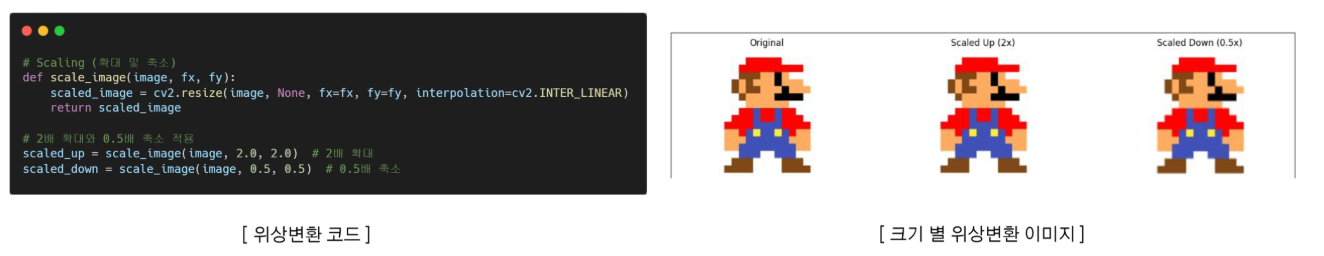 # Scaling (확대 및 축소)
def scale_image(image, fx, fy):
    scaled_image = cv2.resize(image, None, fx=fx, fy=fy, interpolation=cv2.INTER_LINEAR)
    return scaled_image

# 2배 확대와 0.5배 축소 적용
scaled_up = scale_image(image, 2.0, 2.0)  # 2배 확대
scaled_down = scale_image(image, 0.5, 0.5)  # 0.5배 축소
[ 위상변환 코드 ]
Original
Scaled Up (2x)
Scaled Down (0.5x)
[ 크기 별 위상변환 이미지 ]